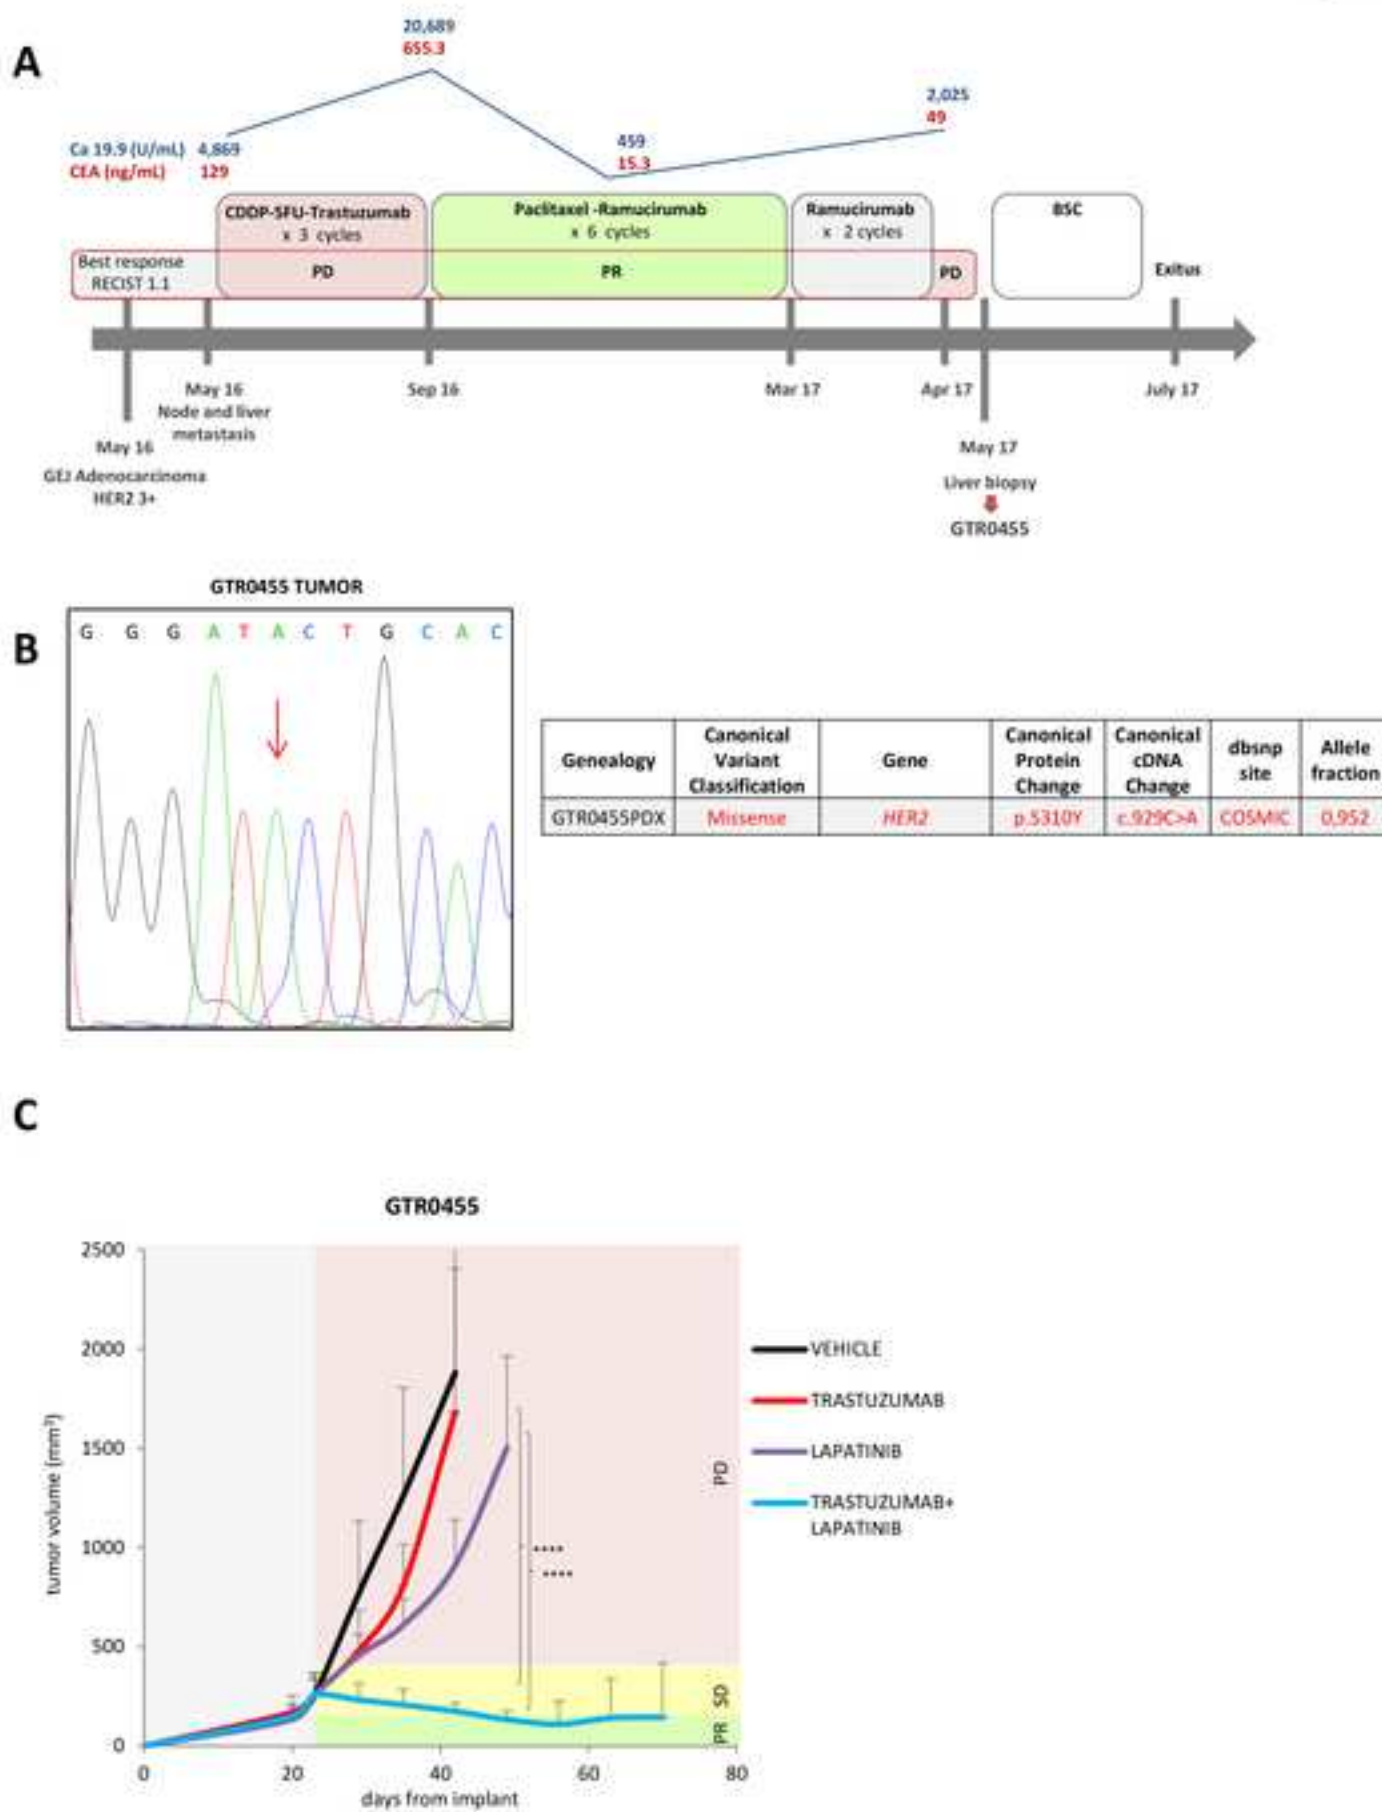 A
20,689
655.3
2,025
49
459
15.3
Ca 19.9 (U/mL) 4,869
CEA (ng/mL) 129
CDDP-5FU-Trastuzumab
x 3 cycles
Paclitaxel -Ramucirumab
x 6 cycles
Ramucirumab
x 2 cycles
BSC
Best response
RECIST 1.1
PD
PR
PD
Exitus
May 16
Node and liver
metastasis
Sep 16
Mar 17
Apr 17
July 17
May 16
GEJ Adenocarcinoma
HER2 3+
May 17
Liver biopsy
GTR0455
B
GTR0455 TUMOR
G G G A T A C T G C A C
Genealogy
Canonical
Variant
Classification
Gene
Canonical
Protein
Change
Canonical
cDNA
Change
dbsnp
site
Allele
fraction
GTR0455PDX
Missense
HER2
p.S310Y
c.929C>A
COSMIC
0,952
C
GTR0455
2500
2000
1500
1000
500
0
tumor volume (mm³)
0 20 40 60 80
days from implant
PD
SD
PR
****
****
VEHICLE
TRASTUZUMAB
LAPATINIB
TRASTUZUMAB+
LAPATINIB